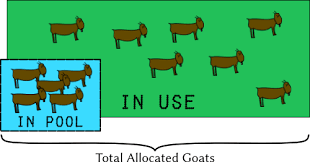 IN USE
IN POOL
Total Allocated Goats